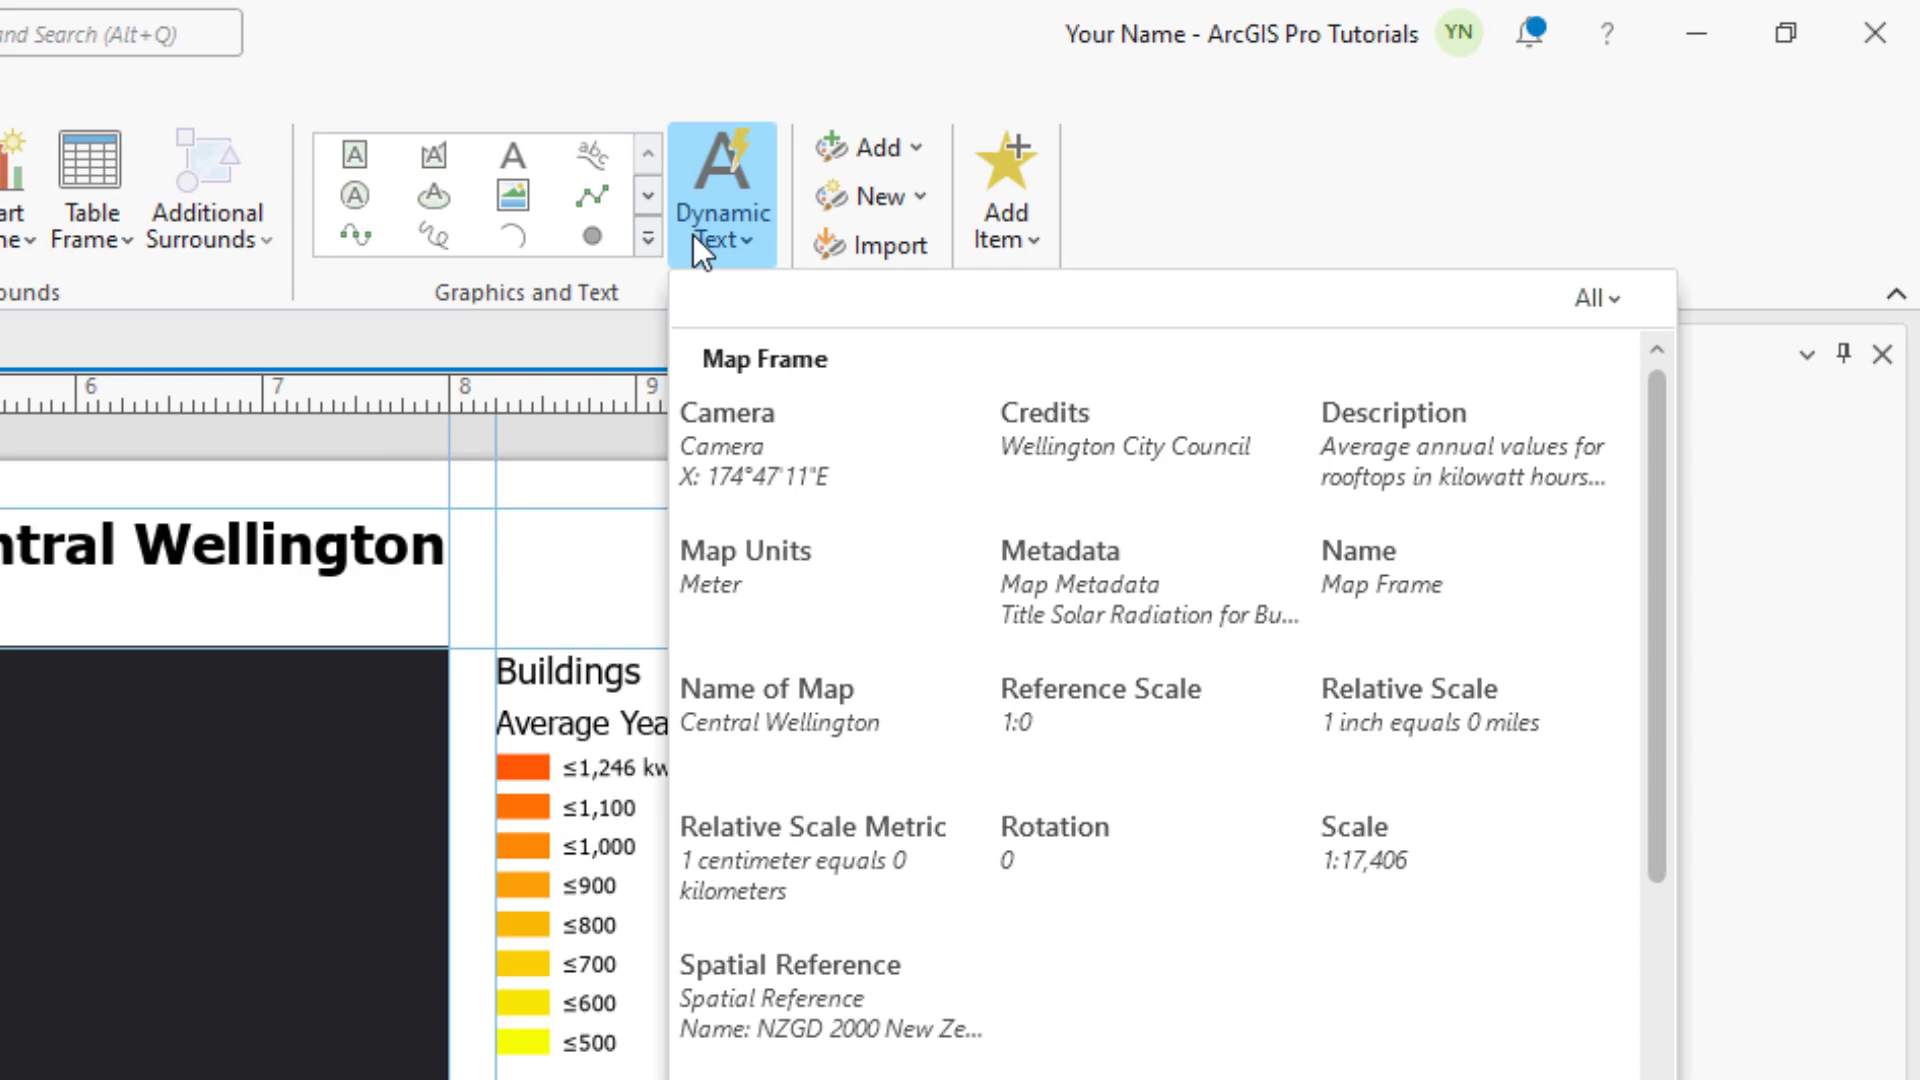 and Search (Alt+Q)
Your Name - ArcGIS Pro Tutorials
YN
?
art
Table
Frame
Additional
Surrounds
Dynamic
Text
Add
New
Import
Add
Item
ounds
Graphics and Text
All
6
7
8
9
ntral Wellington
Buildings
Average Yea
≤1,246 kw
≤1,100
≤1,000
≤900
≤800
≤700
≤600
≤500
Map Frame
Camera
Camera
X: 174°47'11"E
Credits
Wellington City Council
Description
Average annual values for
rooftops in kilowatt hours...
Map Units
Meter
Metadata
Map Metadata
Title Solar Radiation for Bu...
Name
Map Frame
Name of Map
Central Wellington
Reference Scale
1:0
Relative Scale
1 inch equals 0 miles
Relative Scale Metric
1 centimeter equals 0
kilometers
Rotation
0
Scale
1:17,406
Spatial Reference
Spatial Reference
Name: NZGD 2000 New Ze...